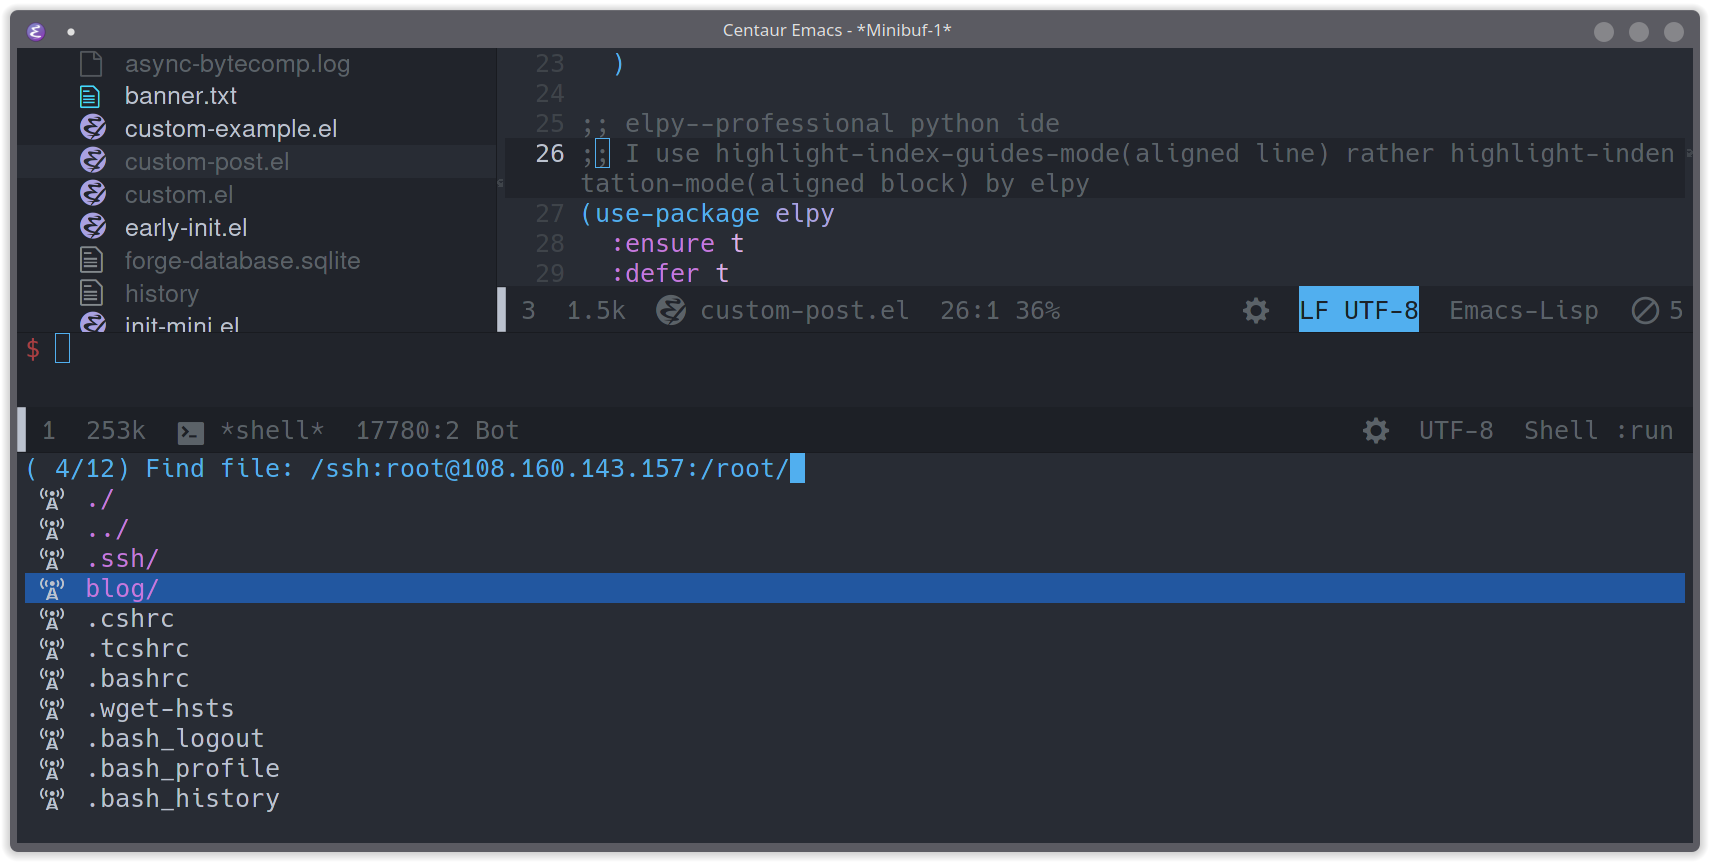 Centaur Emacs - *Minibuf-1*
async-bytecomp.log
banner.txt
custom-example.el
custom-post.el
custom.el
early-init.el
forge-database.sqlite
history
init-mini.el
23 )
24
25 ;; elpy--professional python ide
26 ;; I use highlight-index-guides-mode(aligned line) rather highlight-inden
tation-mode(aligned block) by elpy
27 (use-package elpy
28 :ensure t
29 :defer t
3 1.5k custom-post.el 26:1 36% LF UTF-8 Emacs-Lisp 5
$
1 253k *shell* 17780:2 Bot UTF-8 Shell :run
( 4/12) Find file: /ssh:root@108.160.143.157:/root/
./
../
.ssh/
blog/
.cshrc
.tcshrc
.bashrc
.wget-hsts
.bash_logout
.bash_profile
.bash_history